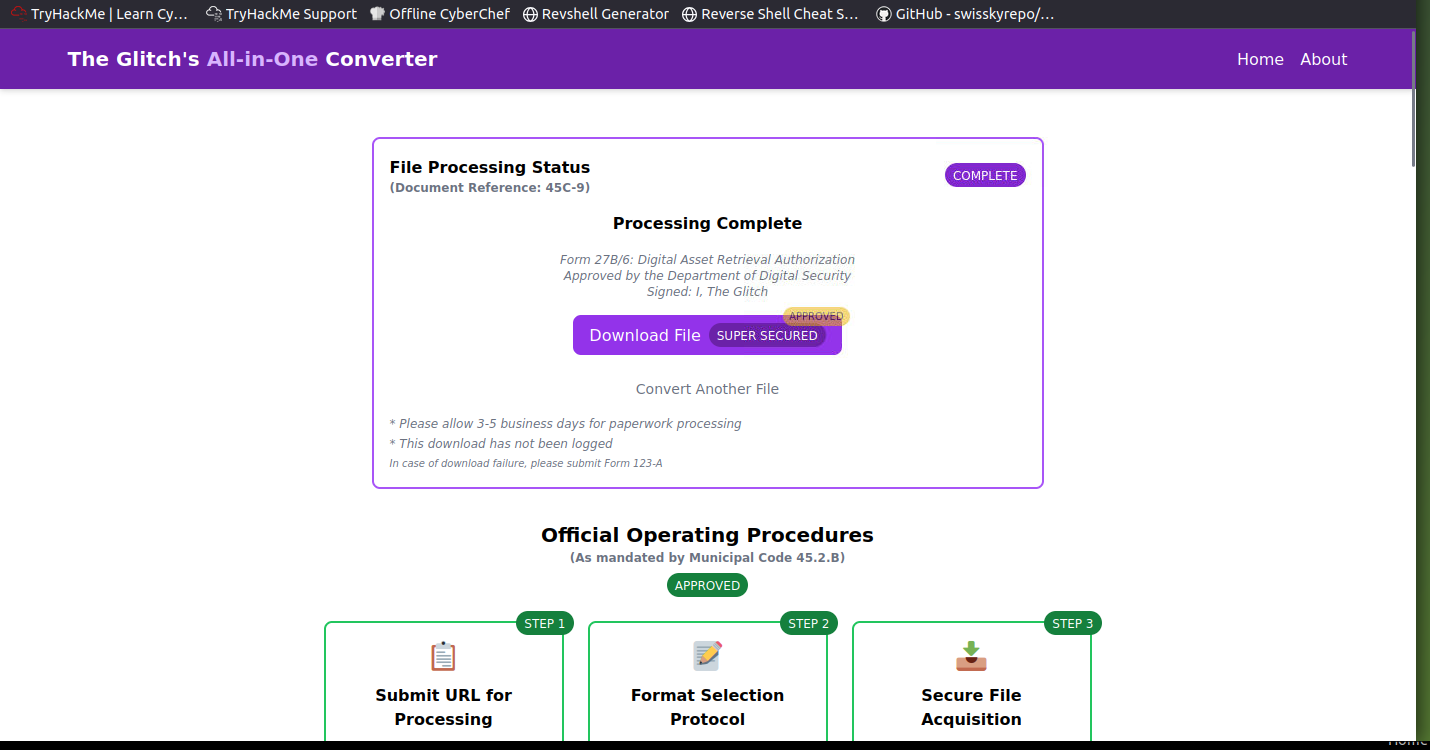 TryHackMe | Learn Cy… TryHackMe Support Offline CyberChef Revshell Generator Reverse Shell Cheat S… GitHub - swisskyrepo/…
The Glitch's All-in-One Converter Home About
File Processing Status
COMPLETE
(Document Reference: 45C-9)
Processing Complete
Form 27B/6: Digital Asset Retrieval Authorization
Approved by the Department of Digital Security
Signed: I, The Glitch
APPROVED
Download File SUPER SECURED
Convert Another File
* Please allow 3-5 business days for paperwork processing
* This download has not been logged
In case of download failure, please submit Form 123-A
Official Operating Procedures
(As mandated by Municipal Code 45.2.B)
APPROVED
STEP 1
Submit URL for
Processing
STEP 2
Format Selection
Protocol
STEP 3
Secure File
Acquisition
Home